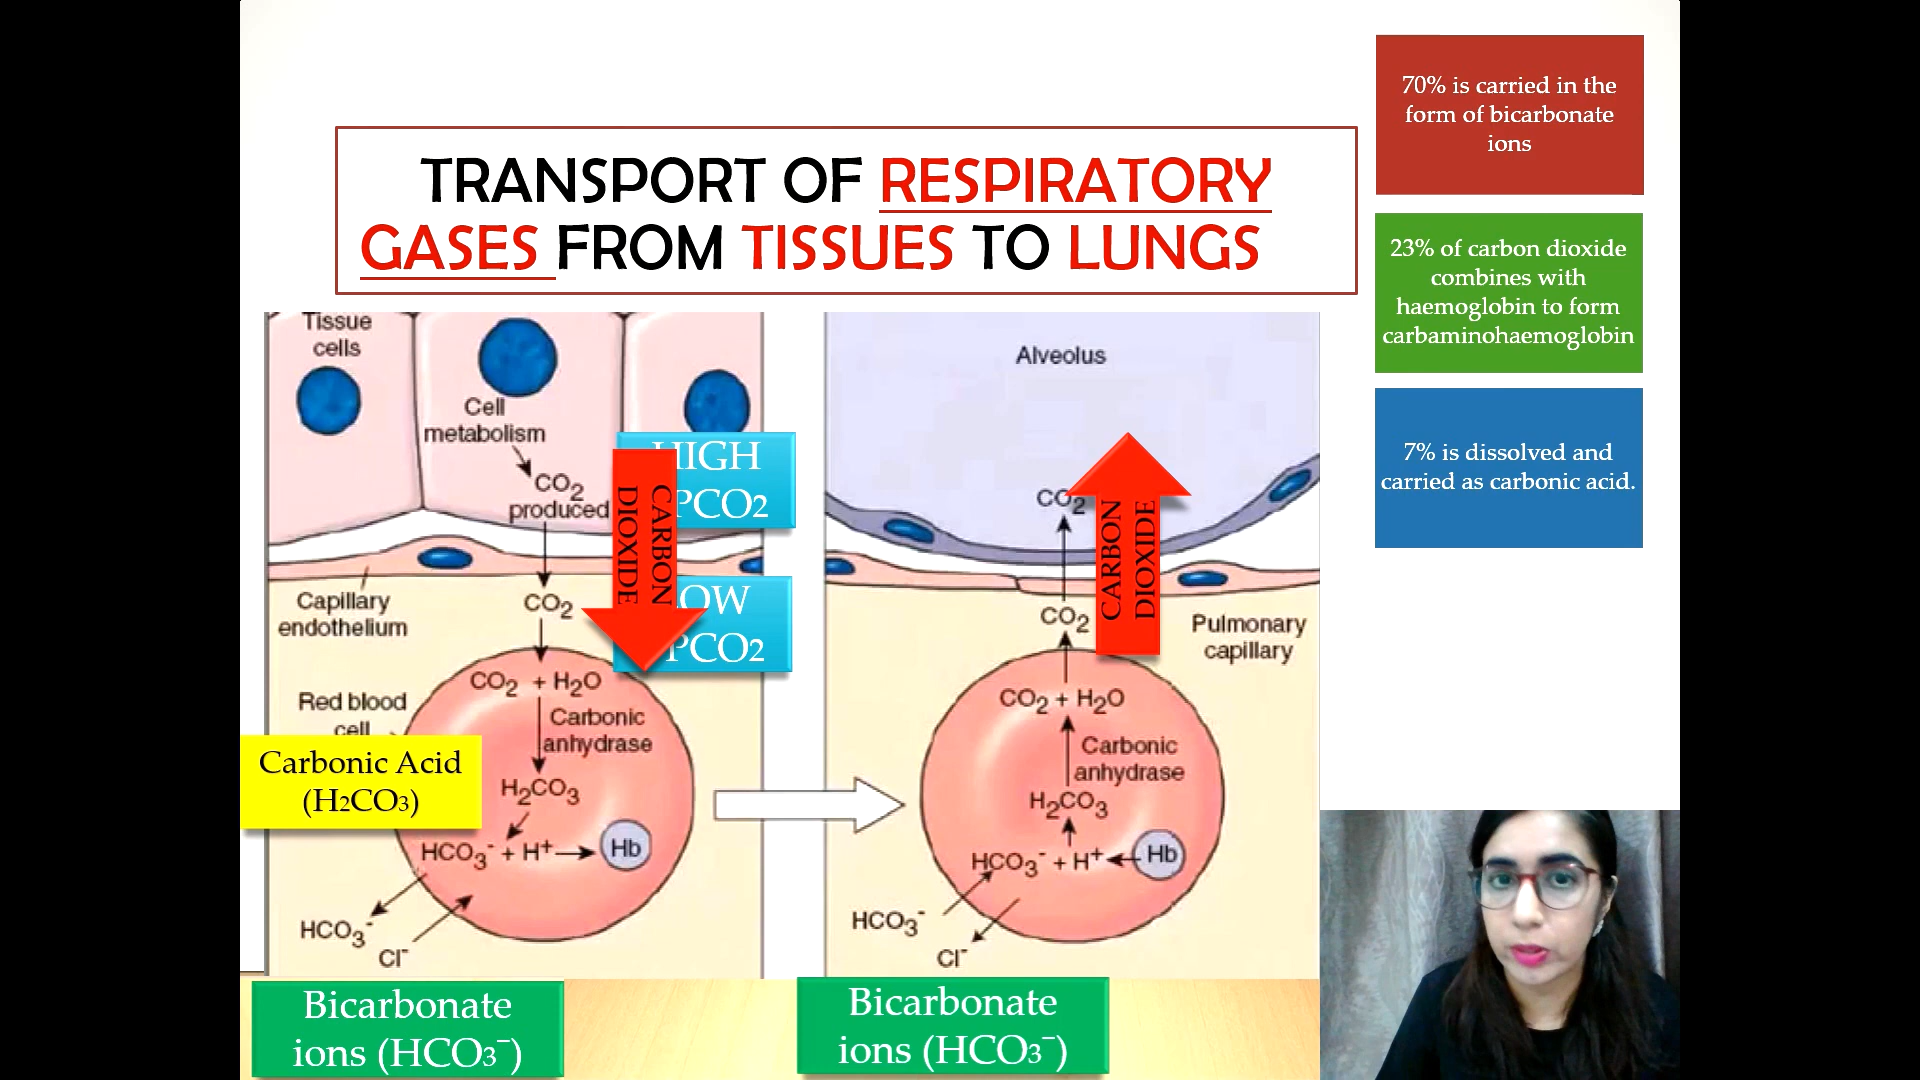 TRANSPORT OF RESPIRATORY
GASES FROM TISSUES TO LUNGS
70% is carried in the
form of bicarbonate
ions
23% of carbon dioxide
combines with
haemoglobin to form
carbaminohaemoglobin
7% is dissolved and
carried as carbonic acid.
Tissue
cells
Cell
metabolism
CO2
produced
HIGH
PCO2
CARBON
DIOXIDE
LOW
PCO2
Capillary
endothelium
CO2
Red blood
cell
CO2 + H2O
Carbonic
anhydrase
H2CO3
HCO3⁻ + H⁺
Hb
HCO3⁻
Cl⁻
Carbonic Acid
(H2CO3)
Bicarbonate
ions (HCO3⁻)
Alveolus
CO2
CARBON
DIOXIDE
CO2
Pulmonary
capillary
CO2 + H2O
Carbonic
anhydrase
H2CO3
HCO3⁻ + H⁺
Hb
HCO3⁻
Cl⁻
Bicarbonate
ions (HCO3⁻)